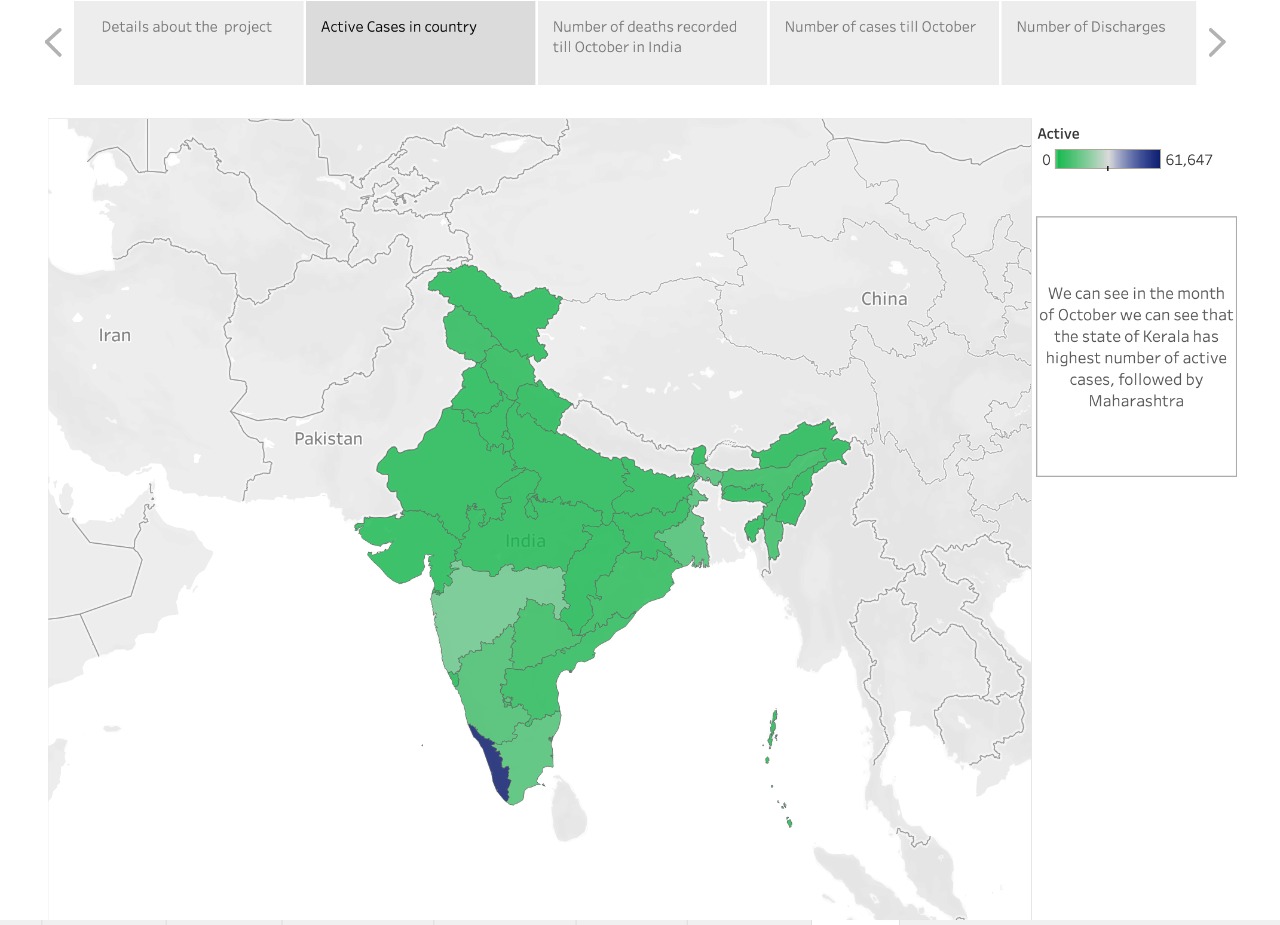 Details about the project
Active Cases in country
Number of deaths recorded
till October in India
Number of cases till October
Number of Discharges
Active
0
61,647
We can see in the month
of October we can see that
the state of Kerala has
highest number of active
cases, followed by
Maharashtra
China
Iran
Pakistan
India